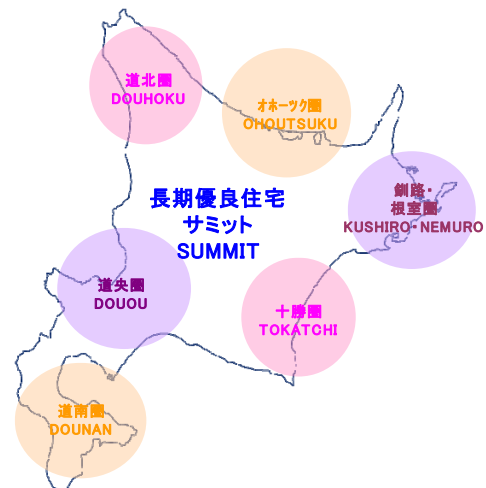 道北圏
DOUHOKU
ｵﾎｰﾂｸ圏
OHOUTSUKU
釧路・
根室圏
KUSHIRO・NEMURO
長期優良住宅
サミット
SUMMIT
道央圏
DOUOU
十勝圏
TOKATCHI
道南圏
DOUNAN